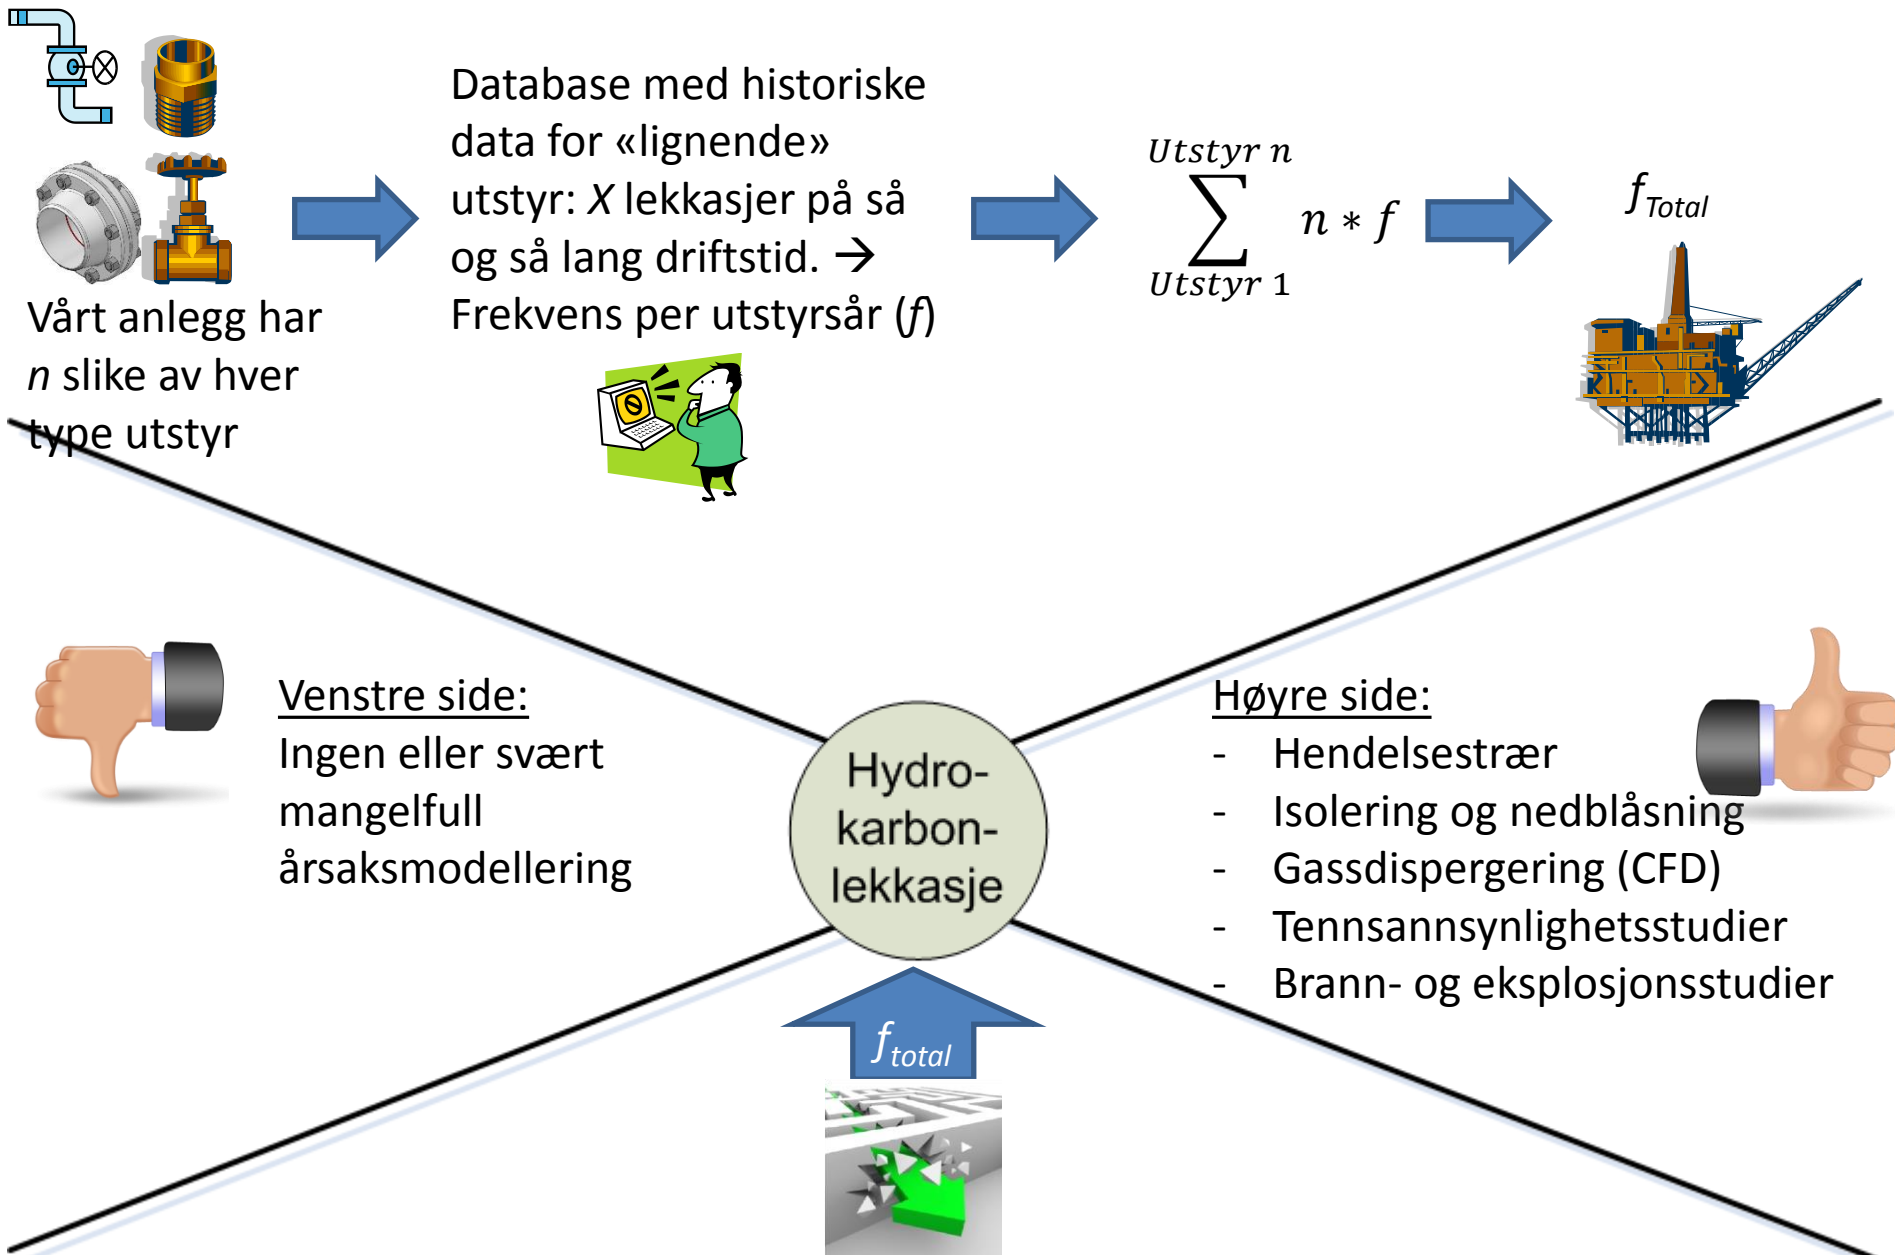 Vårt anlegg har
n slike av hver
type utstyr
Database med historiske
data for «lignende»
utstyr: X lekkasjer på så
og så lang driftstid. →
Frekvens per utstyrsår (f)
Utstyr n
∑ n ∗ f
Utstyr 1
f_Total
Venstre side:
Ingen eller svært
mangelfull
årsaksmodellering
Hydro-
karbon-
lekkasje
f_total
Høyre side:
- Hendelsestrær
- Isolering og nedblåsning
- Gassdispergering (CFD)
- Tennsannsynlighetsstudier
- Brann- og eksplosjonsstudier